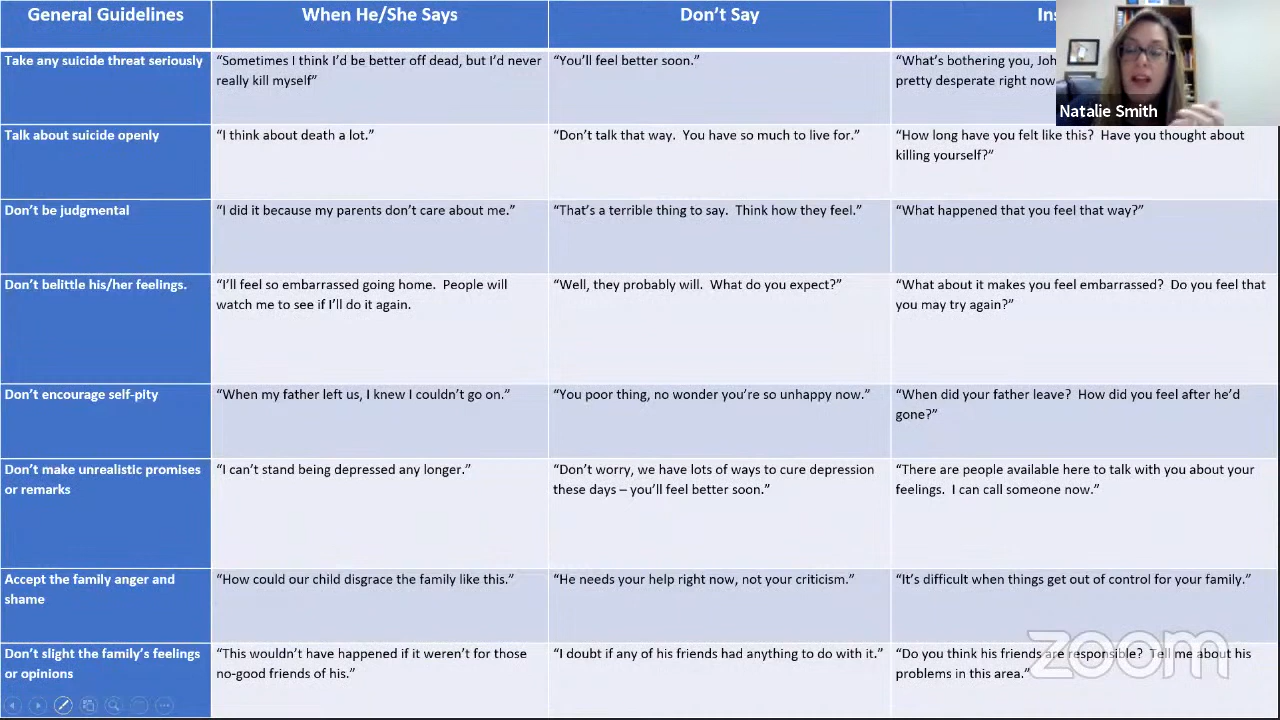 General Guidelines
When He/She Says
Don't Say
Take any suicide threat seriously
“Sometimes I think I'd be better off dead, but I'd never
really kill myself”
“You'll feel better soon.”
“What's bothering you,
pretty desperate right now
Natalie Smith
Talk about suicide openly
“I think about death a lot.”
“Don't talk that way.  You have so much to live for.”
“How long have you felt like this?  Have you thought about
killing yourself?”
Don't be judgmental
“I did it because my parents don't care about me.”
“That's a terrible thing to say.  Think how they feel.”
“What happened that you feel that way?”
Don't belittle his/her feelings.
“I'll feel so embarrassed going home.  People will
watch me to see if I'll do it again.
“Well, they probably will.  What do you expect?”
“What about it makes you feel embarrassed?  Do you feel that
you may try again?”
Don't encourage self-pity
“When my father left us, I knew I couldn't go on.”
“You poor thing, no wonder you're so unhappy now.”
“When did your father leave?  How did you feel after he'd
gone?”
Don't make unrealistic promises
or remarks
“I can't stand being depressed any longer.”
“Don't worry, we have lots of ways to cure depression
these days – you'll feel better soon.”
“There are people available here to talk with you about your
feelings.  I can call someone now.”
Accept the family anger and
shame
“How could our child disgrace the family like this.”
“He needs your help right now, not your criticism.”
“It's difficult when things get out of control for your family.”
Don't slight the family's feelings
or opinions
“This wouldn't have happened if it weren't for those
no-good friends of his.”
“I doubt if any of his friends had anything to do with it.”
“Do you think his friends are responsible?  Tell me about his
problems in this area.”
zoom